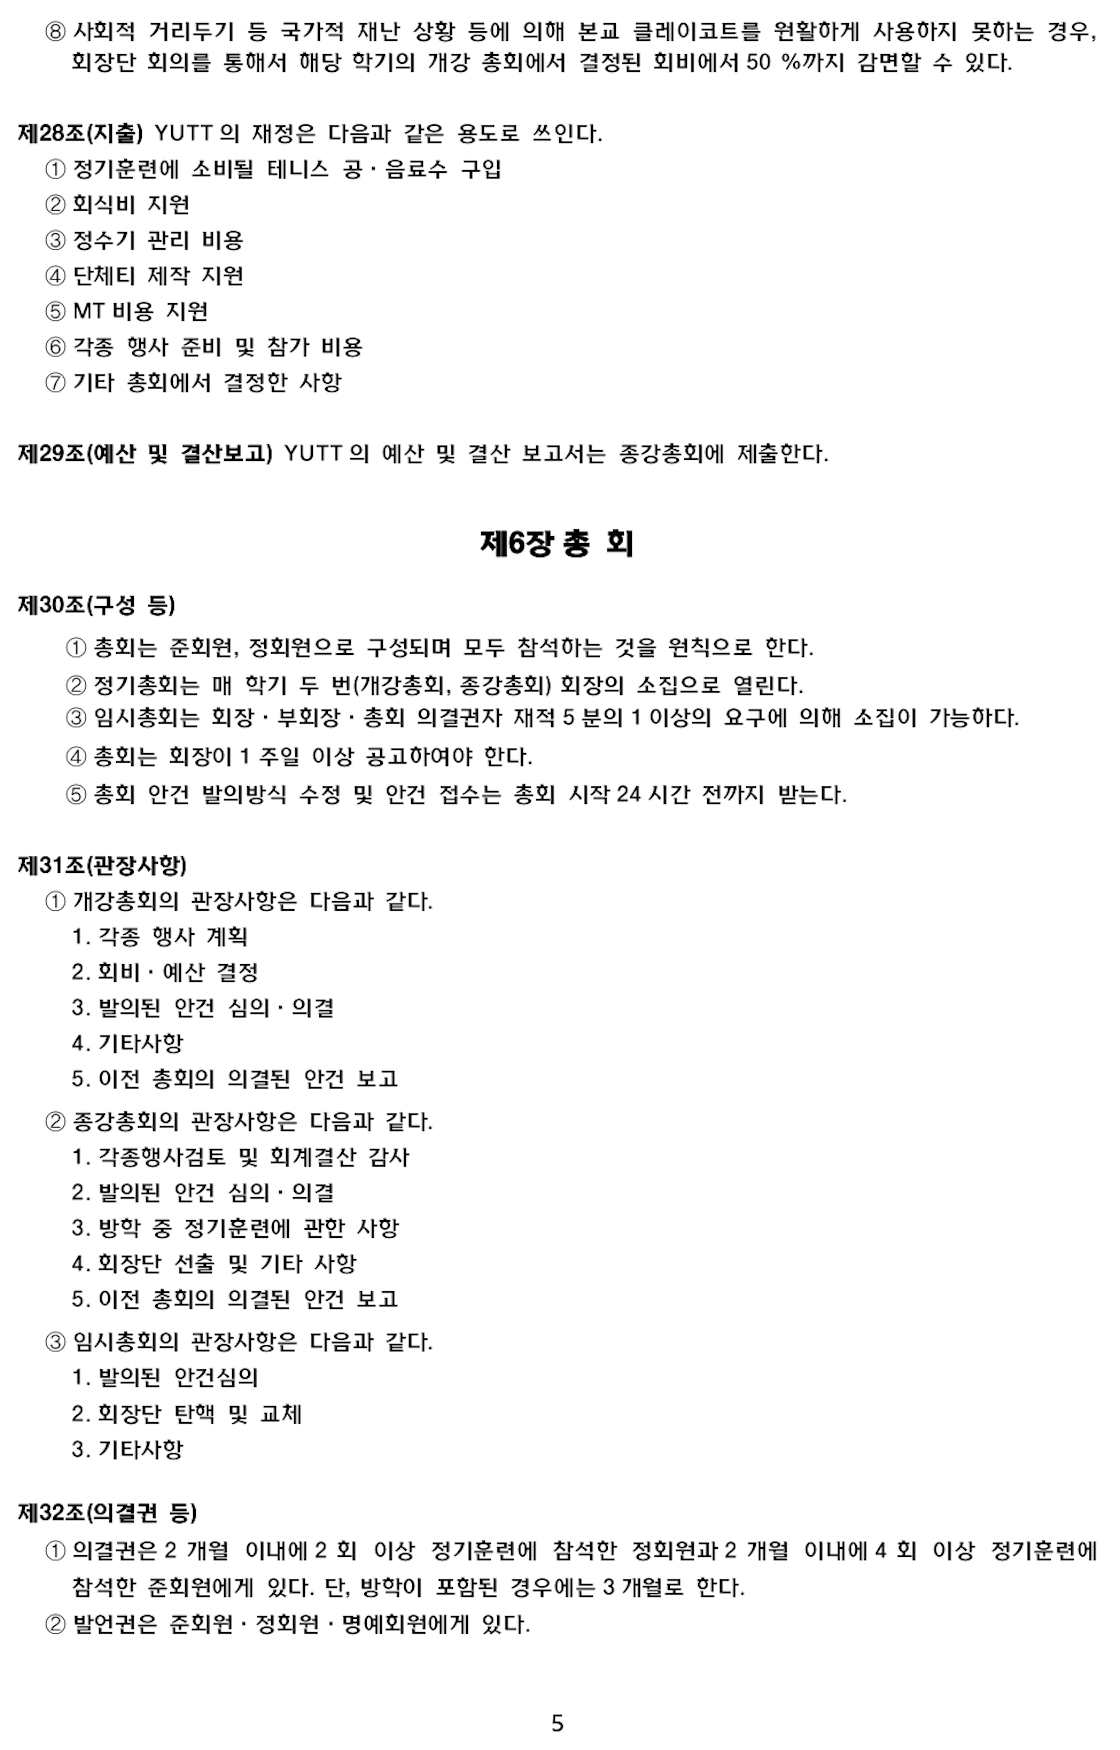 ⑧ 사회적 거리두기 등 국가적 재난 상황 등에 의해 본교 클레이코트를 원활하게 사용하지 못하는 경우,
회장단 회의를 통해서 해당 학기의 개강 총회에서 결정된 회비에서 50 %까지 감면할 수 있다.
제28조(지출) YUTT 의 재정은 다음과 같은 용도로 쓰인다.
① 정기훈련에 소비될 테니스 공·음료수 구입
② 회식비 지원
③ 정수기 관리 비용
④ 단체티 제작 지원
⑤ MT 비용 지원
⑥ 각종 행사 준비 및 참가 비용
⑦ 기타 총회에서 결정한 사항
제29조(예산 및 결산보고) YUTT 의 예산 및 결산 보고서는 종강총회에 제출한다.
제6장 총 회
제30조(구성 등)
① 총회는 준회원, 정회원으로 구성되며 모두 참석하는 것을 원칙으로 한다.
② 정기총회는 매 학기 두 번(개강총회, 종강총회) 회장의 소집으로 열린다.
③ 임시총회는 회장·부회장·총회 의결권자 재적 5 분의 1 이상의 요구에 의해 소집이 가능하다.
④ 총회는 회장이 1 주일 이상 공고하여야 한다.
⑤ 총회 안건 발의방식 수정 및 안건 접수는 총회 시작 24 시간 전까지 받는다.
제31조(관장사항)
① 개강총회의 관장사항은 다음과 같다.
1. 각종 행사 계획
2. 회비·예산 결정
3. 발의된 안건 심의·의결
4. 기타사항
5. 이전 총회의 의결된 안건 보고
② 종강총회의 관장사항은 다음과 같다.
1. 각종행사검토 및 회계결산 감사
2. 발의된 안건 심의·의결
3. 방학 중 정기훈련에 관한 사항
4. 회장단 선출 및 기타 사항
5. 이전 총회의 의결된 안건 보고
③ 임시총회의 관장사항은 다음과 같다.
1. 발의된 안건심의
2. 회장단 탄핵 및 교체
3. 기타사항
제32조(의결권 등)
① 의결권은 2 개월 이내에 2 회 이상 정기훈련에 참석한 정회원과 2 개월 이내에 4 회 이상 정기훈련에
참석한 준회원에게 있다. 단, 방학이 포함된 경우에는 3 개월로 한다.
② 발언권은 준회원·정회원·명예회원에게 있다.
5